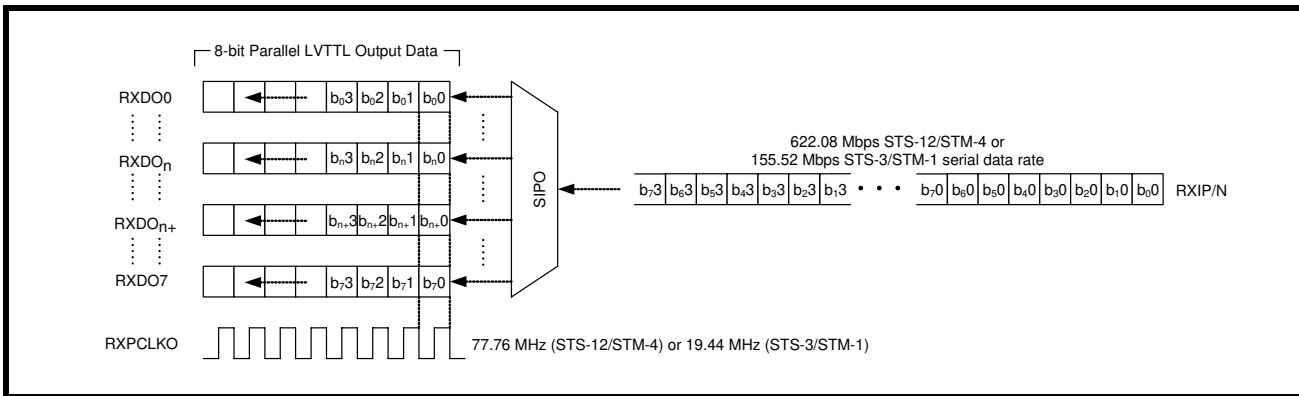 8-bit Parallel LVTTL Output Data
RXDO0
b₀3 b₀2 b₀1 b₀0
RXDOₙ
bₙ3 bₙ2 bₙ1 bₙ0
RXDOₙ₊
bₙ₊3 bₙ₊2 bₙ₊1 bₙ₊0
RXDO7
b₇3 b₇2 b₇1 b₇0
RXPCLKO
77.76 MHz (STS-12/STM-4) or 19.44 MHz (STS-3/STM-1)
SIPO
622.08 Mbps STS-12/STM-4 or
155.52 Mbps STS-3/STM-1 serial data rate
b₇3 b₆3 b₅3 b₄3 b₃3 b₂3 b₁3 • • • b₇0 b₆0 b₅0 b₄0 b₃0 b₂0 b₁0 b₀0 RXIP/N